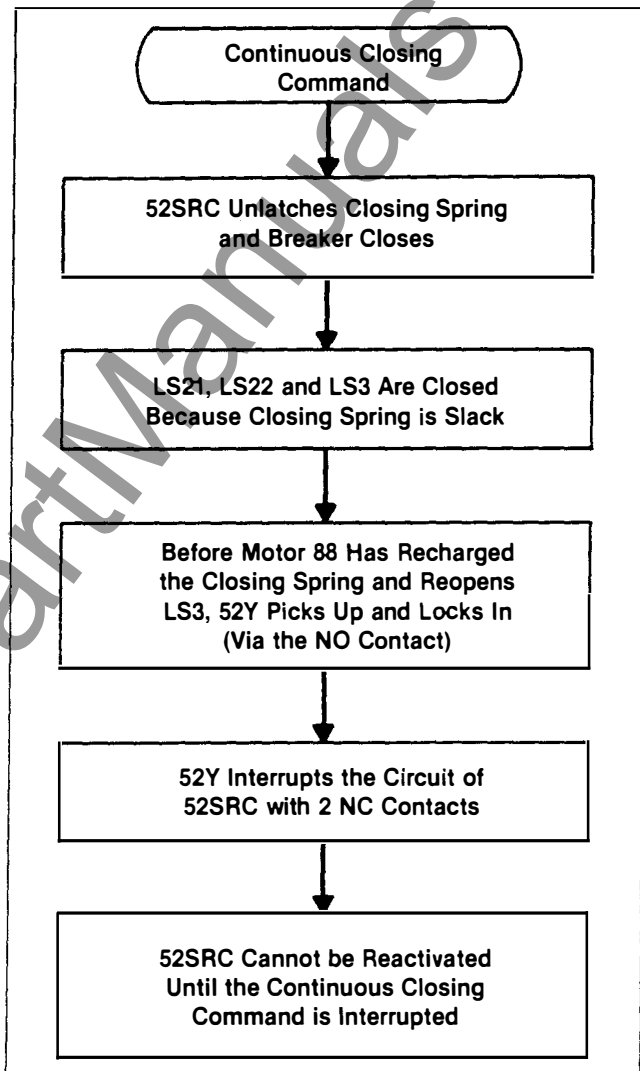 Continuous Closing
Command
52SRC Unlatches Closing Spring
and Breaker Closes
LS21, LS22 and LS3 Are Closed
Because Closing Spring is Slack
Before Motor 88 Has Recharged
the Closing Spring and Reopens
LS3, 52Y Picks Up and Locks In
(Via the NO Contact)
52Y Interrupts the Circuit of
52SRC with 2 NC Contacts
52SRC Cannot be Reactivated
Until the Continuous Closing
Command is Interrupted
artManuals